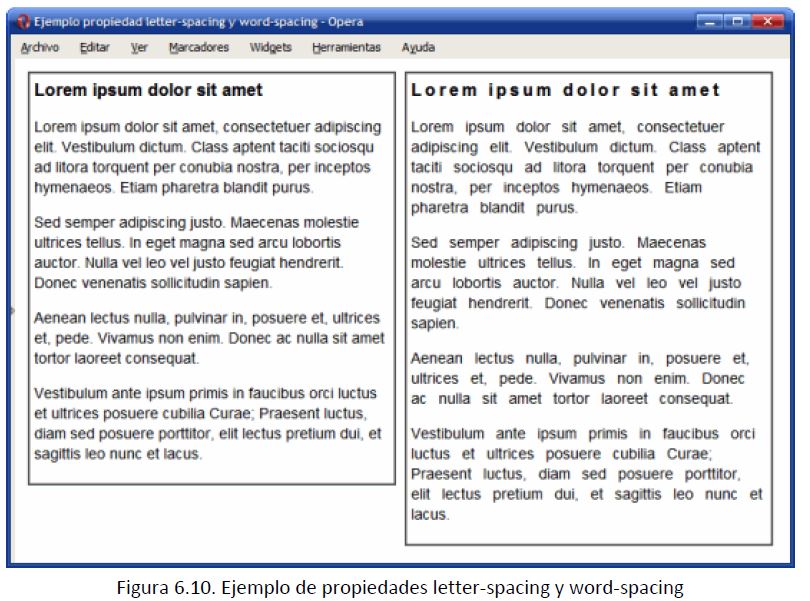 Ejemplo propiedad letter-spacing y word-spacing - Opera
Archivo Editar Ver Marcadores Widgets Herramientas Ayuda
Lorem ipsum dolor sit amet
Lorem ipsum dolor sit amet, consectetuer adipiscing
elit. Vestibulum dictum. Class aptent taciti sociosqu
ad litora torquent per conubia nostra, per inceptos
hymenaeos. Etiam pharetra blandit purus.
Sed semper adipiscing justo. Maecenas molestie
ultrices tellus. In eget magna sed arcu lobortis
auctor. Nulla vel leo vel justo feugiat hendrerit.
Donec venenatis sollicitudin sapien.
Aenean lectus nulla, pulvinar in, posuere et, ultrices
et, pede. Vivamus non enim. Donec ac nulla sit amet
tortor laoreet consequat.
Vestibulum ante ipsum primis in faucibus orci luctus
et ultrices posuere cubilia Curae; Praesent luctus,
diam sed posuere porttitor, elit lectus pretium dui, et
sagittis leo nunc et lacus.
Lorem ipsum dolor sit amet
Lorem ipsum dolor sit amet, consectetuer
adipiscing elit. Vestibulum dictum. Class aptent
taciti sociosqu ad litora torquent per conubia
nostra, per inceptos hymenaeos. Etiam
pharetra blandit purus.
Sed semper adipiscing justo. Maecenas
molestie ultrices tellus. In eget magna sed
arcu lobortis auctor. Nulla vel leo vel justo
feugiat hendrerit. Donec venenatis sollicitudin
sapien.
Aenean lectus nulla, pulvinar in, posuere et,
ultrices et, pede. Vivamus non enim. Donec
ac nulla sit amet tortor laoreet consequat.
Vestibulum ante ipsum primis in faucibus orci
luctus et ultrices posuere cubilia Curae;
Praesent luctus, diam sed posuere porttitor,
elit lectus pretium dui, et sagittis leo nunc et
lacus.
Figura 6.10. Ejemplo de propiedades letter-spacing y word-spacing